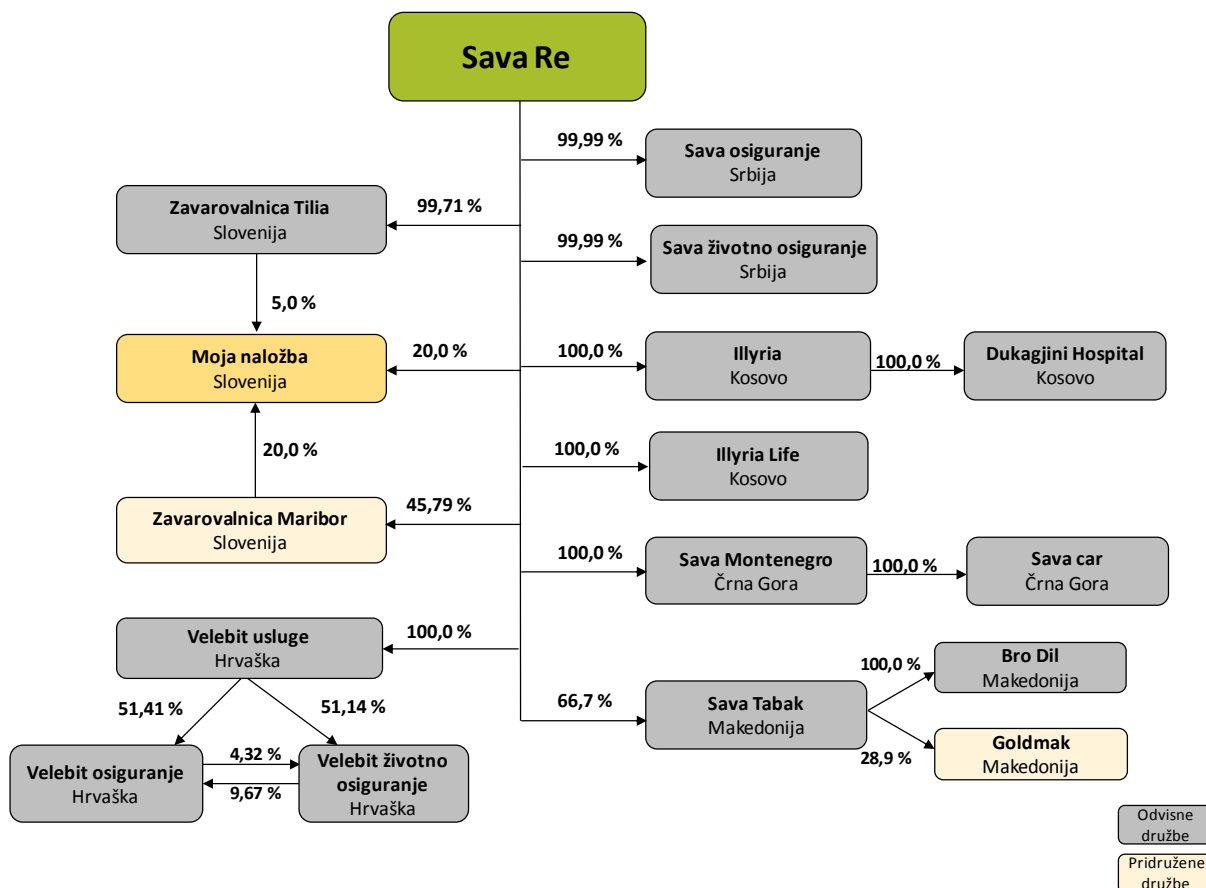 Sava Re
99,99 %
Sava osiguranje
Srbija
Zavarovalnica Tilia
Slovenija
99,71 %
99,99 %
Sava životno osiguranje
Srbija
5,0 %
Moja naložba
Slovenija
20,0 %
100,0 %
Illyria
Kosovo
100,0 %
Dukagjini Hospital
Kosovo
20,0 %
100,0 %
Illyria Life
Kosovo
Zavarovalnica Maribor
Slovenija
45,79 %
100,0 %
Sava Montenegro
Črna Gora
100,0 %
Sava car
Črna Gora
Velebit usluge
Hrvaška
100,0 %
66,7 %
Sava Tabak
Makedonija
100,0 %
Bro Dil
Makedonija
28,9 %
Goldmak
Makedonija
51,41 %
51,14 %
Velebit osiguranje
Hrvaška
4,32 %
9,67 %
Velebit životno
osiguranje
Hrvaška
Odvisne
družbe
Pridružene
družbe